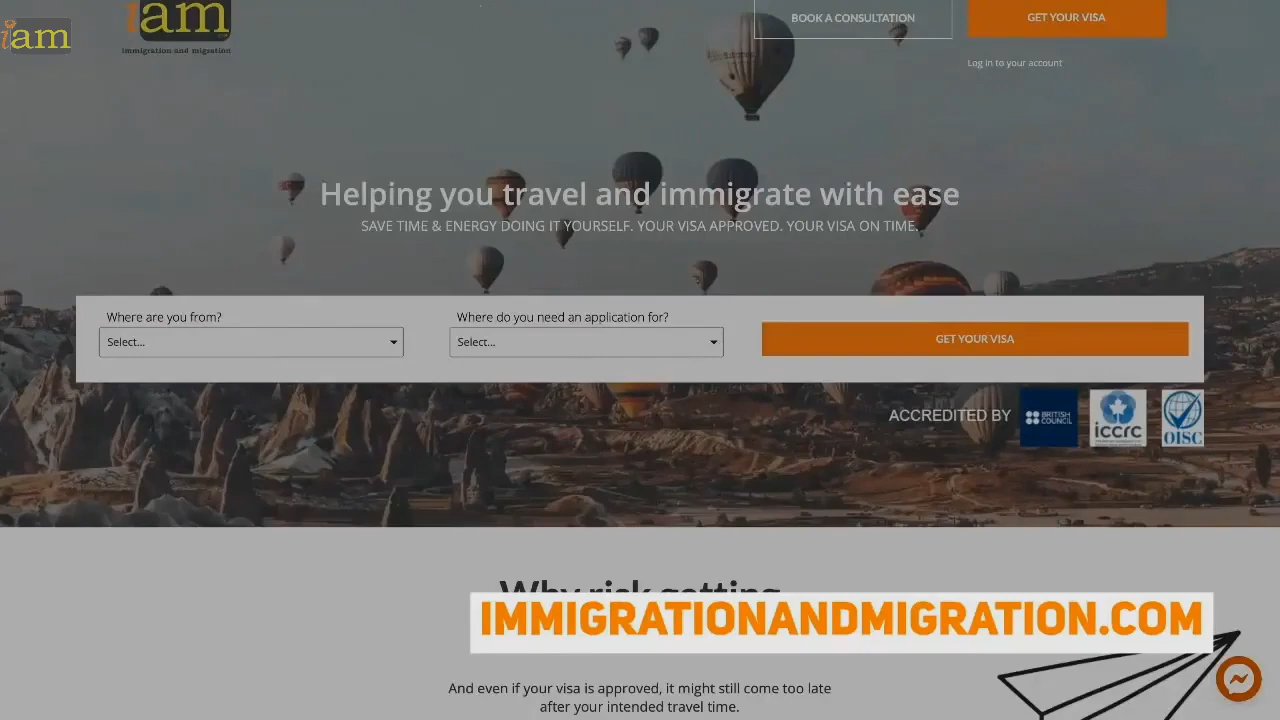 iam
iam
immigration and migration
BOOK A CONSULTATION
GET YOUR VISA
Log in to your account
Helping you travel and immigrate with ease
SAVE TIME & ENERGY DOING IT YOURSELF. YOUR VISA APPROVED. YOUR VISA ON TIME.
Where are you from?
Where do you need an application for?
Select...
Select...
GET YOUR VISA
ACCREDITED BY
BRITISH
COUNCIL
iccrc
OISC
Why risk getting
IMMIGRATIONANDMIGRATION.COM
And even if your visa is approved, it might still come too late
after your intended travel time.